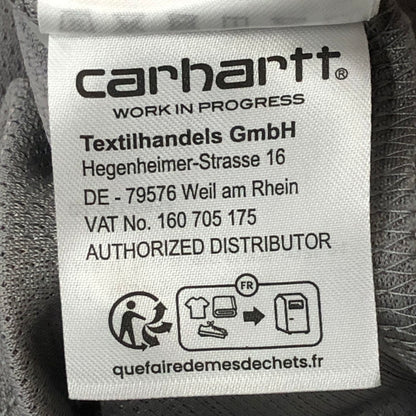 carhartt®
WORK IN PROGRESS
Textilhandels GmbH
Hegenheimer-Strasse 16
DE - 79576 Weil am Rhein
VAT No. 160 705 175
AUTHORIZED DISTRIBUTOR
FR
quefairedemesdechets.fr